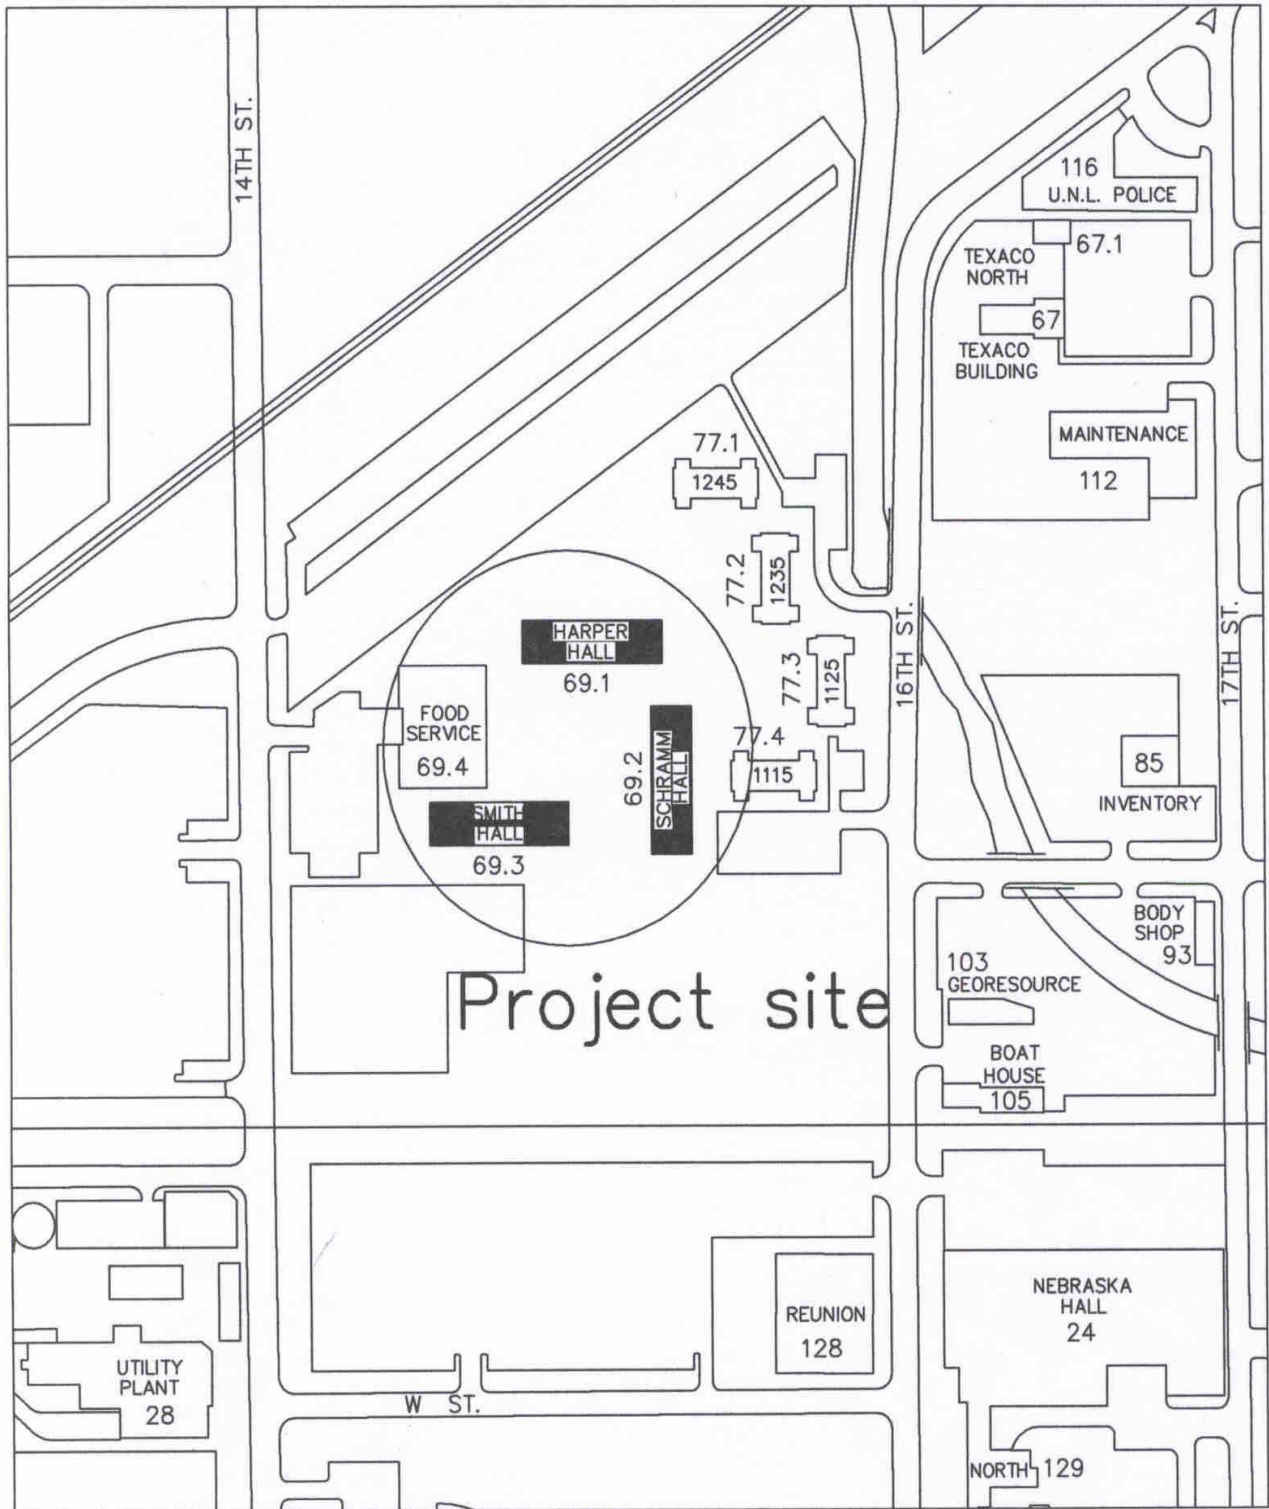 14TH ST.
116
U.N.L. POLICE
67.1
TEXACO
NORTH
67
TEXACO
BUILDING
MAINTENANCE
112
77.1
1245
77.2
1235
HARPER
HALL
69.1
77.3
1125
16TH ST.
17TH ST.
FOOD
SERVICE
69.4
69.2
SCHRAMM
HALL
77.4
1115
85
INVENTORY
SMITH
HALL
69.3
BODY
SHOP
93
103
GEORESOURCE
Project site
BOAT
HOUSE
105
NEBRASKA
HALL
24
REUNION
128
UTILITY
PLANT
28
W ST.
NORTH 129